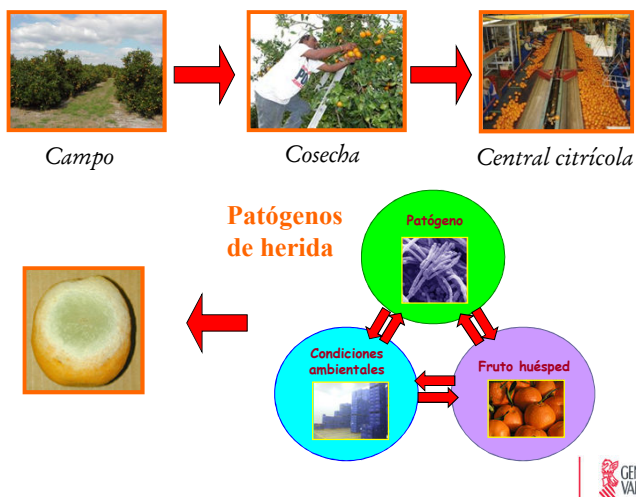 Campo
Cosecha
Central citrícola
Patógenos
de herida
Patógeno
Condiciones
ambientales
Fruto huésped